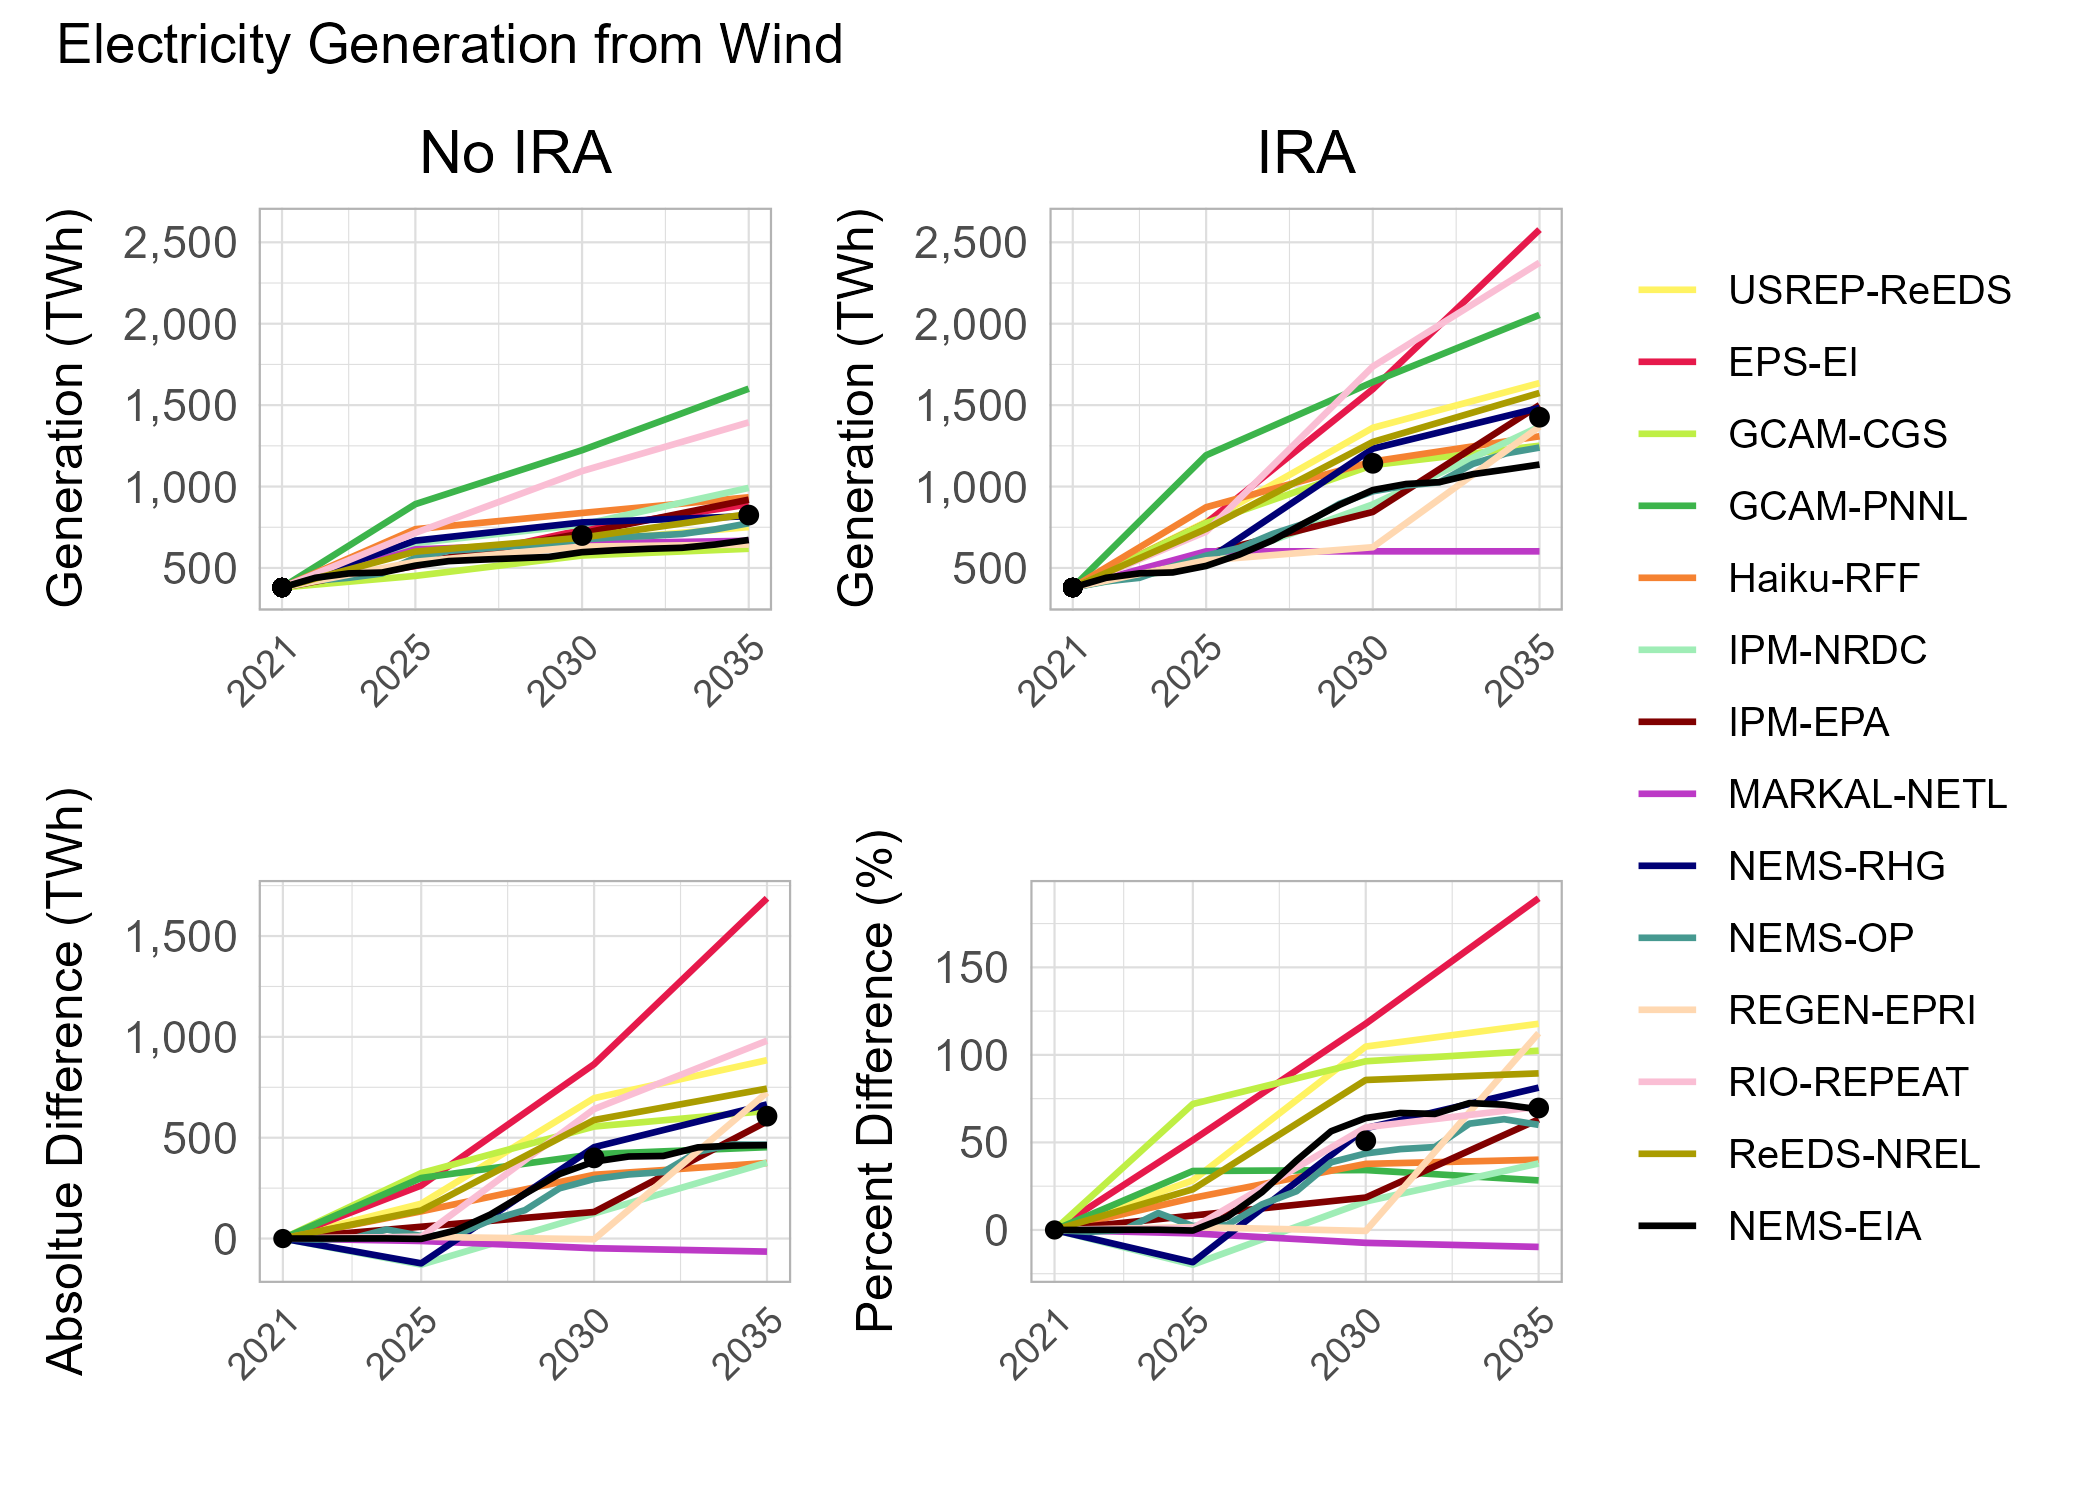 Electricity Generation from Wind
No IRA
IRA
Generation (TWh)
2,500
2,000
1,500
1,000
500
2021
2025
2030
2035
Generation (TWh)
2,500
2,000
1,500
1,000
500
2021
2025
2030
2035
Absoltue Difference (TWh)
1,500
1,000
500
0
2021
2025
2030
2035
Percent Difference (%)
150
100
50
0
2021
2025
2030
2035
USREP-ReEDS
EPS-EI
GCAM-CGS
GCAM-PNNL
Haiku-RFF
IPM-NRDC
IPM-EPA
MARKAL-NETL
NEMS-RHG
NEMS-OP
REGEN-EPRI
RIO-REPEAT
ReEDS-NREL
NEMS-EIA